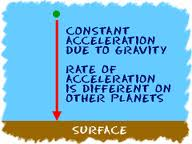 CONSTANT
ACCELERATION
DUE TO GRAVITY
RATE OF
ACCELERATION
IS DIFFERENT ON
OTHER PLANETS
SURFACE